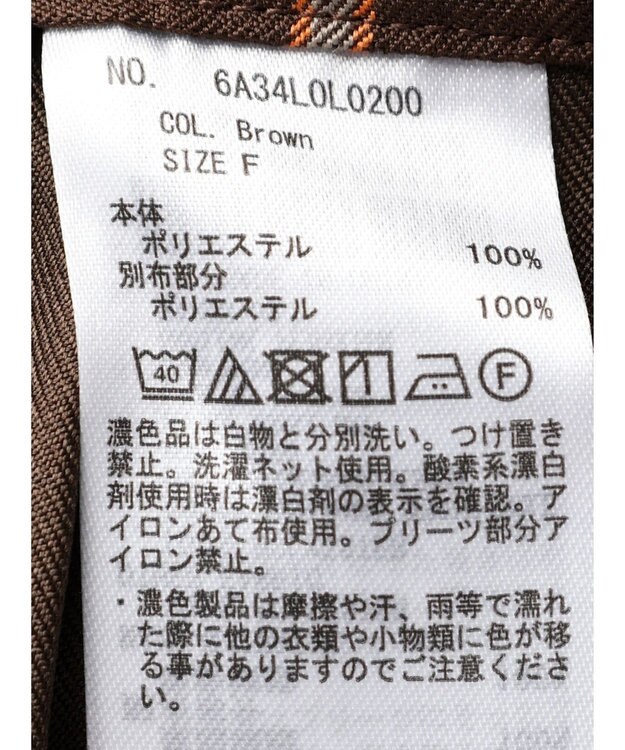 NO. 6A34L0L0200
COL. Brown
SIZE F
本体
ポリエステル 100%
別布部分
ポリエステル 100%
40 F
濃色品は白物と分別洗い。つけ置き
禁止。洗濯ネット使用。酸素系漂白
剤使用時は漂白剤の表示を確認。ア
イロンあて布使用。プリーツ部分ア
イロン禁止。
・濃色製品は摩擦や汗、雨等で濡れ
た際に他の衣類や小物類に色が移
る事がありますのでご注意くださ
い。